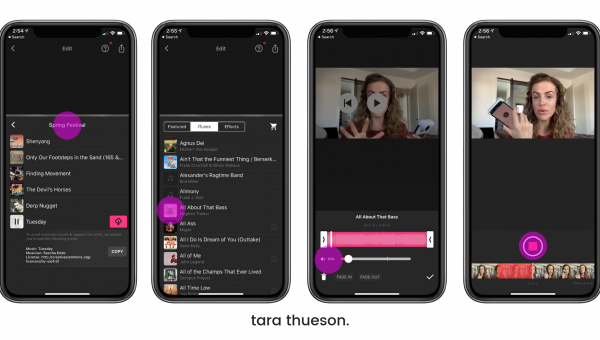 2:54
Search
Edit
Spring Festival
Shenyang
Only Our Footsteps in the Sand (165 &...
Finding Movement
The Devil's Horses
Derp Nugget
Tuesday
Music: Tuesday
COPY
2:55
Search
Edit
Featured
iTunes
Effects
Agnus Dei
Ain't That the Funniest Thing / Berserk...
Alexander's Ragtime Band
Alimony
All About That Bass
All Ass
All I Do Is Dream of You (Outtake)
All of Me
John Legend
All of the Champs That Ever Lived
All Time Low
2:56
Search
All About That Bass
FADE IN
FADE OUT
2:56
Search
tara thueson.